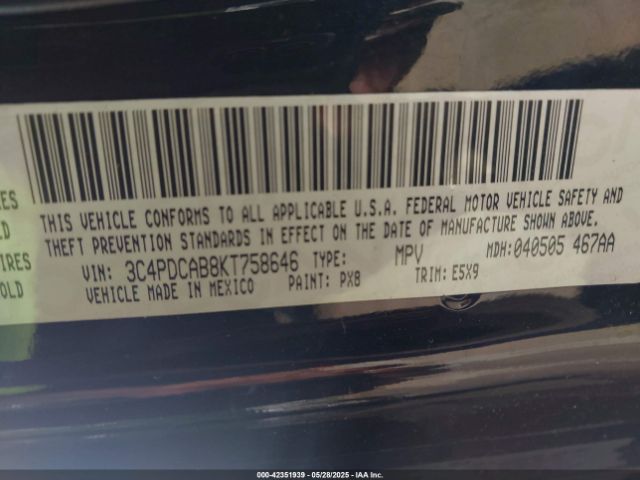 THIS VEHICLE CONFORMS TO ALL APPLICABLE U.S.A. FEDERAL MOTOR VEHICLE SAFETY AND
THEFT PREVENTION STANDARDS IN EFFECT ON THE DATE OF MANUFACTURE SHOWN ABOVE.
VIN: 3C4PDCAB8KT758646 TYPE: MPV MDH: 040505 467AA
VEHICLE MADE IN MEXICO PAINT: PX8 TRIM: E5X9
000-42351939 - 05/28/2025 - IAA Inc.